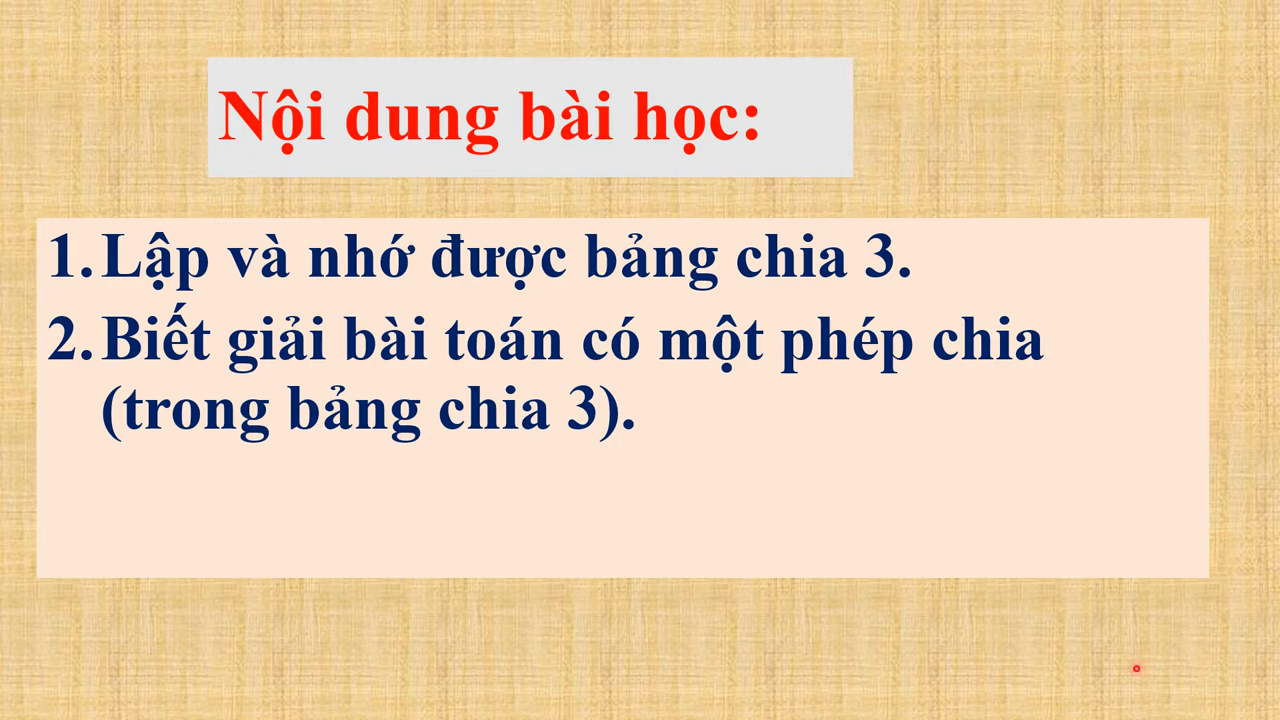 Nội dung bài học:
1. Lập và nhớ được bảng chia 3.
2. Biết giải bài toán có một phép chia
(trong bảng chia 3).